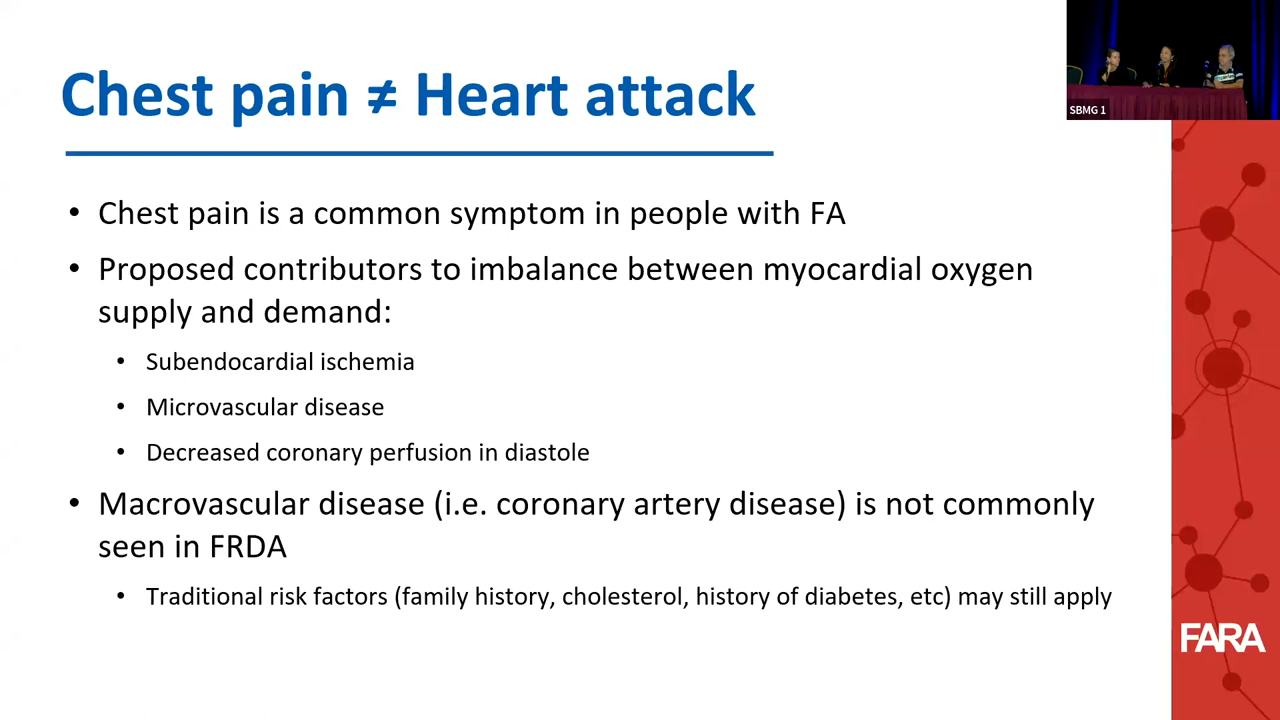 Chest pain ≠ Heart attack
SBMG 1
• Chest pain is a common symptom in people with FA
• Proposed contributors to imbalance between myocardial oxygen
supply and demand:
• Subendocardial ischemia
• Microvascular disease
• Decreased coronary perfusion in diastole
• Macrovascular disease (i.e. coronary artery disease) is not commonly
seen in FRDA
• Traditional risk factors (family history, cholesterol, history of diabetes, etc) may still apply
FARA